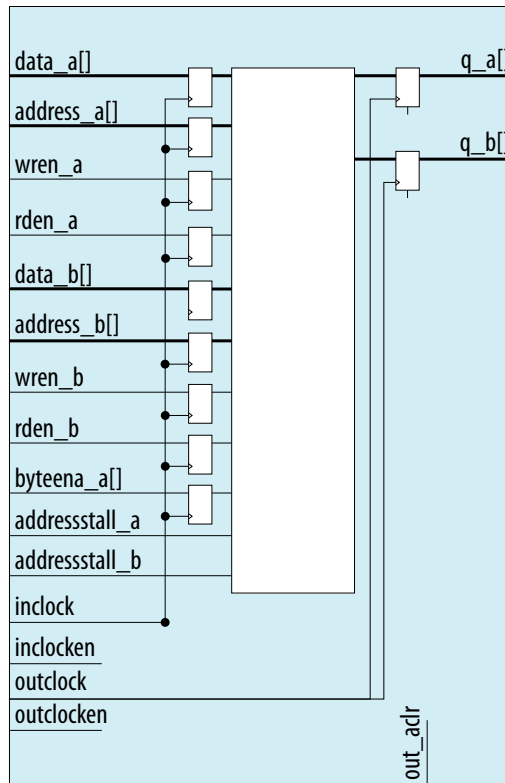 data_a[]
address_a[]
wren_a
rden_a
data_b[]
address_b[]
wren_b
rden_b
byteena_a[]
addressstall_a
addressstall_b
inclock
inclocken
outclock
outclocken
q_a[]
q_b[]
out_aclr